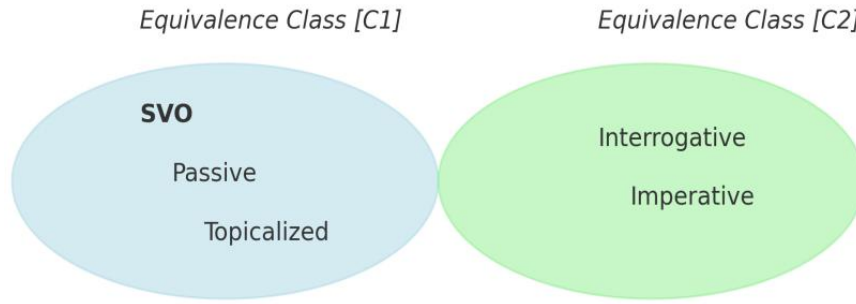 Equivalence Class [C1]
Equivalence Class [C2]
SVO
Passive
Topicalized
Interrogative
Imperative